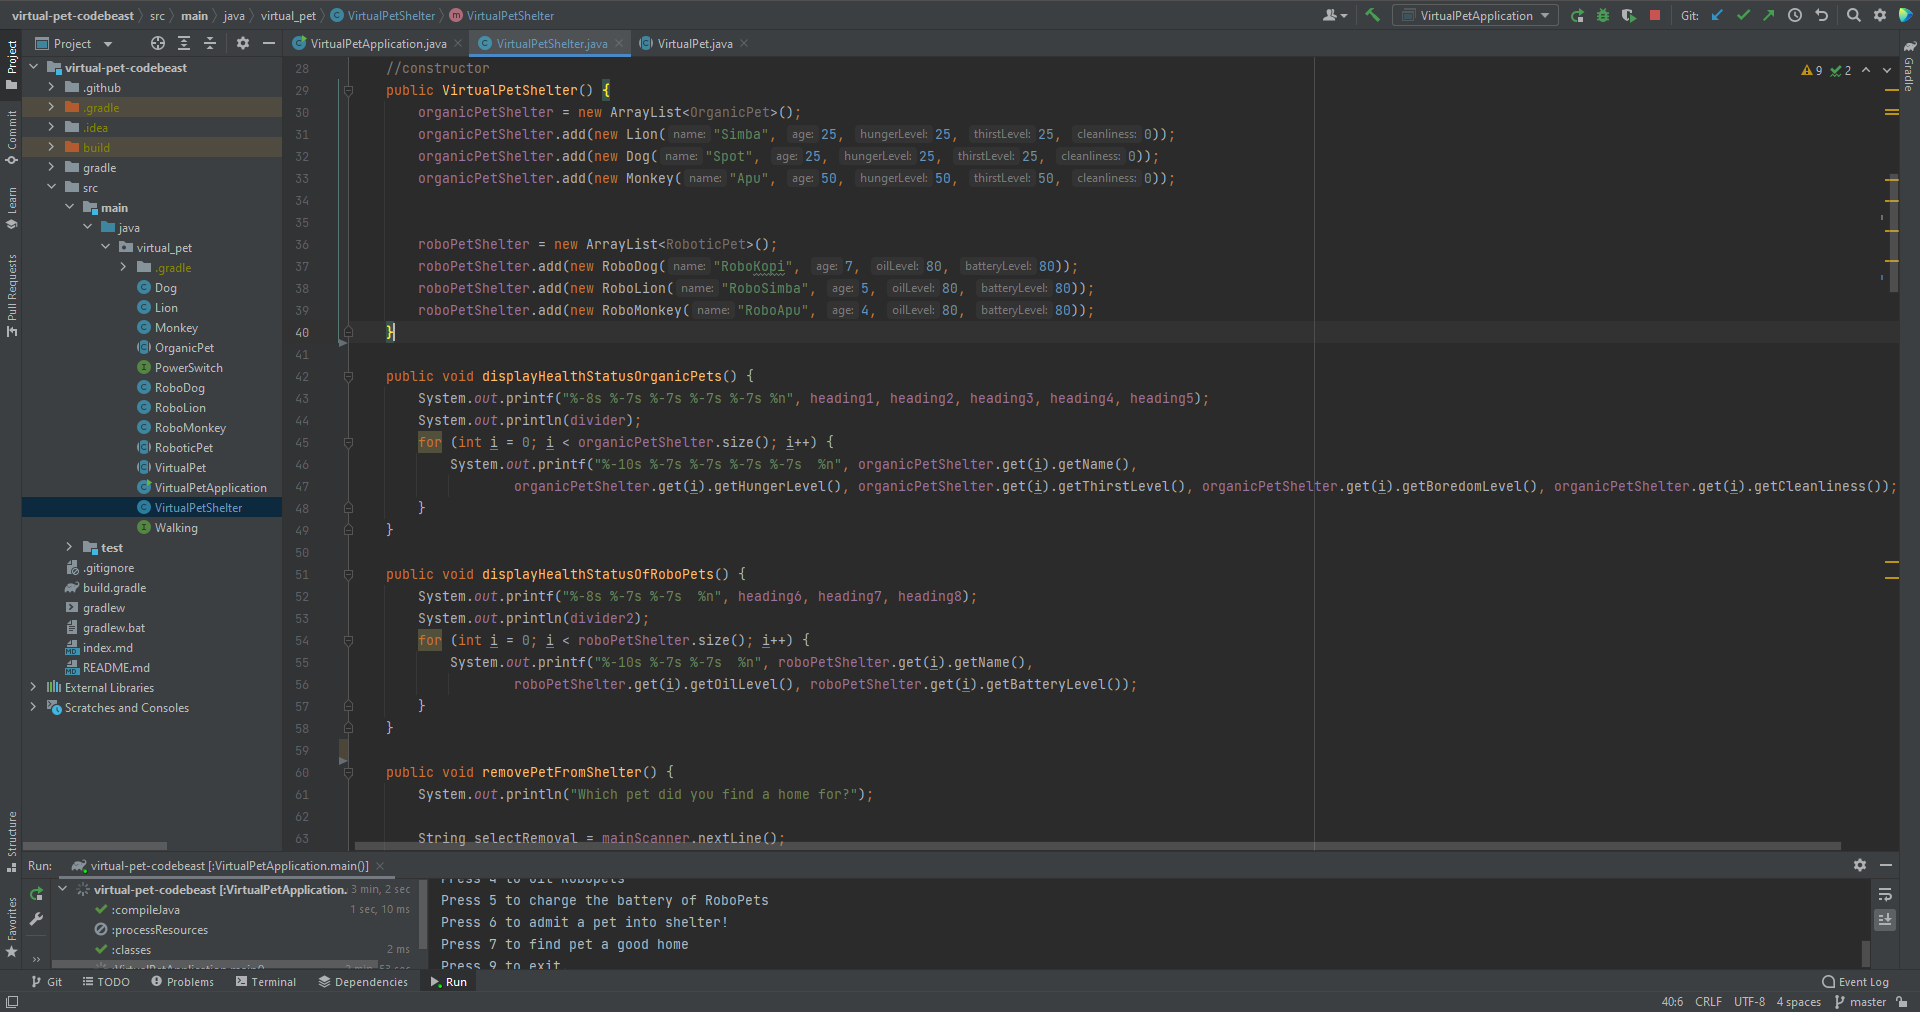 virtual-pet-codebeast src main java virtual_pet VirtualPetShelter VirtualPetShelter VirtualPetApplication Git:
Project VirtualPetApplication.java VirtualPetShelter.java VirtualPet.java
Project
Commit
Learn
Pull Requests
Structure
Favorites
Gradle
virtual-pet-codebeast
.github
.gradle
.idea
build
gradle
src
main
java
virtual_pet
.gradle
Dog
Lion
Monkey
OrganicPet
PowerSwitch
RoboDog
RoboLion
RoboMonkey
RoboticPet
VirtualPet
VirtualPetApplication
VirtualPetShelter
Walking
test
.gitignore
build.gradle
gradlew
gradlew.bat
index.md
README.md
External Libraries
Scratches and Consoles
9 2
28 //constructor
29 public VirtualPetShelter() {
30 organicPetShelter = new ArrayList<OrganicPet>();
31 organicPetShelter.add(new Lion( name: "Simba", age: 25, hungerLevel: 25, thirstLevel: 25, cleanliness: 0));
32 organicPetShelter.add(new Dog( name: "Spot", age: 25, hungerLevel: 25, thirstLevel: 25, cleanliness: 0));
33 organicPetShelter.add(new Monkey( name: "Apu", age: 50, hungerLevel: 50, thirstLevel: 50, cleanliness: 0));
34
35
36 roboPetShelter = new ArrayList<RoboticPet>();
37 roboPetShelter.add(new RoboDog( name: "RoboKopi", age: 7, oilLevel: 80, batteryLevel: 80));
38 roboPetShelter.add(new RoboLion( name: "RoboSimba", age: 5, oilLevel: 80, batteryLevel: 80));
39 roboPetShelter.add(new RoboMonkey( name: "RoboApu", age: 4, oilLevel: 80, batteryLevel: 80));
40 }
41
42 public void displayHealthStatusOrganicPets() {
43 System.out.printf("%-8s %-7s %-7s %-7s %-7s %n", heading1, heading2, heading3, heading4, heading5);
44 System.out.println(divider);
45 for (int i = 0; i < organicPetShelter.size(); i++) {
46 System.out.printf("%-10s %-7s %-7s %-7s %-7s  %n", organicPetShelter.get(i).getName(),
47 organicPetShelter.get(i).getHungerLevel(), organicPetShelter.get(i).getThirstLevel(), organicPetShelter.get(i).getBoredomLevel(), organicPetShelter.get(i).getCleanliness());
48 }
49 }
50
51 public void displayHealthStatusOfRoboPets() {
52 System.out.printf("%-8s %-7s %-7s  %n", heading6, heading7, heading8);
53 System.out.println(divider2);
54 for (int i = 0; i < roboPetShelter.size(); i++) {
55 System.out.printf("%-10s %-7s %-7s  %n", roboPetShelter.get(i).getName(),
56 roboPetShelter.get(i).getOilLevel(), roboPetShelter.get(i).getBatteryLevel());
57 }
58 }
59
60 public void removePetFromShelter() {
61 System.out.println("Which pet did you find a home for?");
62
63 String selectRemoval = mainScanner.nextLine();
Run: virtual-pet-codebeast [:VirtualPetApplication.main()]
virtual-pet-codebeast [:VirtualPetApplication. 3 min, 2 sec
:compileJava 1 sec, 10 ms
:processResources
:classes 2 ms
:VirtualPetApplication.main() 2 min, 53 sec
Press 4 to oil RoboPets
Press 5 to charge the battery of RoboPets
Press 6 to admit a pet into shelter!
Press 7 to find pet a good home
Press 9 to exit
Git TODO Problems Terminal Dependencies Run Event Log
40:6 CRLF UTF-8 4 spaces master